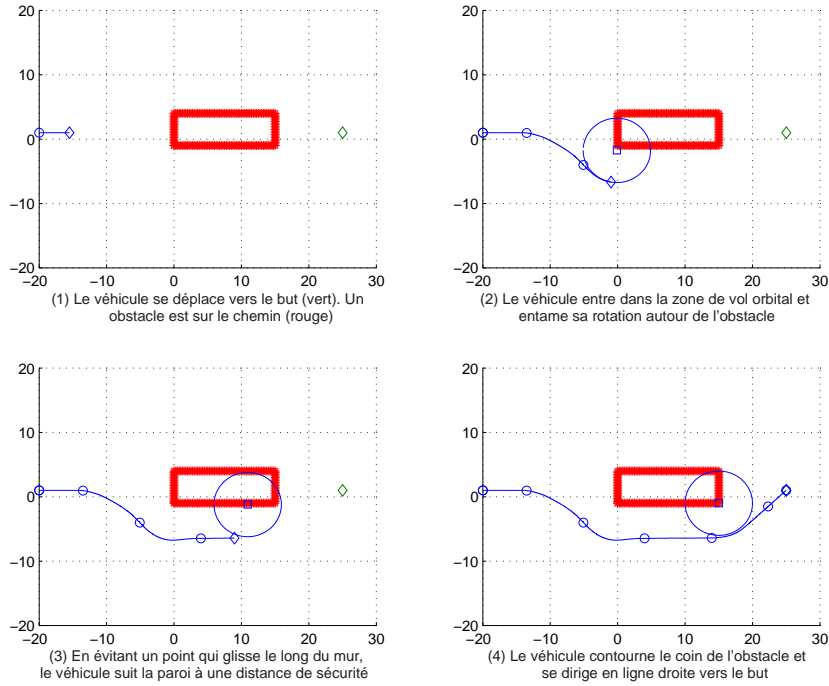 20
10
0
−10
−20
−20 −10 0 10 20 30
(1) Le véhicule se déplace vers le but (vert). Un
obstacle est sur le chemin (rouge)
20
10
0
−10
−20
−20 −10 0 10 20 30
(2) Le véhicule entre dans la zone de vol orbital et
entame sa rotation autour de l'obstacle
20
10
0
−10
−20
−20 −10 0 10 20 30
(3) En évitant un point qui glisse le long du mur,
le véhicule suit la paroi à une distance de sécurité
20
10
0
−10
−20
−20 −10 0 10 20 30
(4) Le véhicule contourne le coin de l'obstacle et
se dirige en ligne droite vers le but